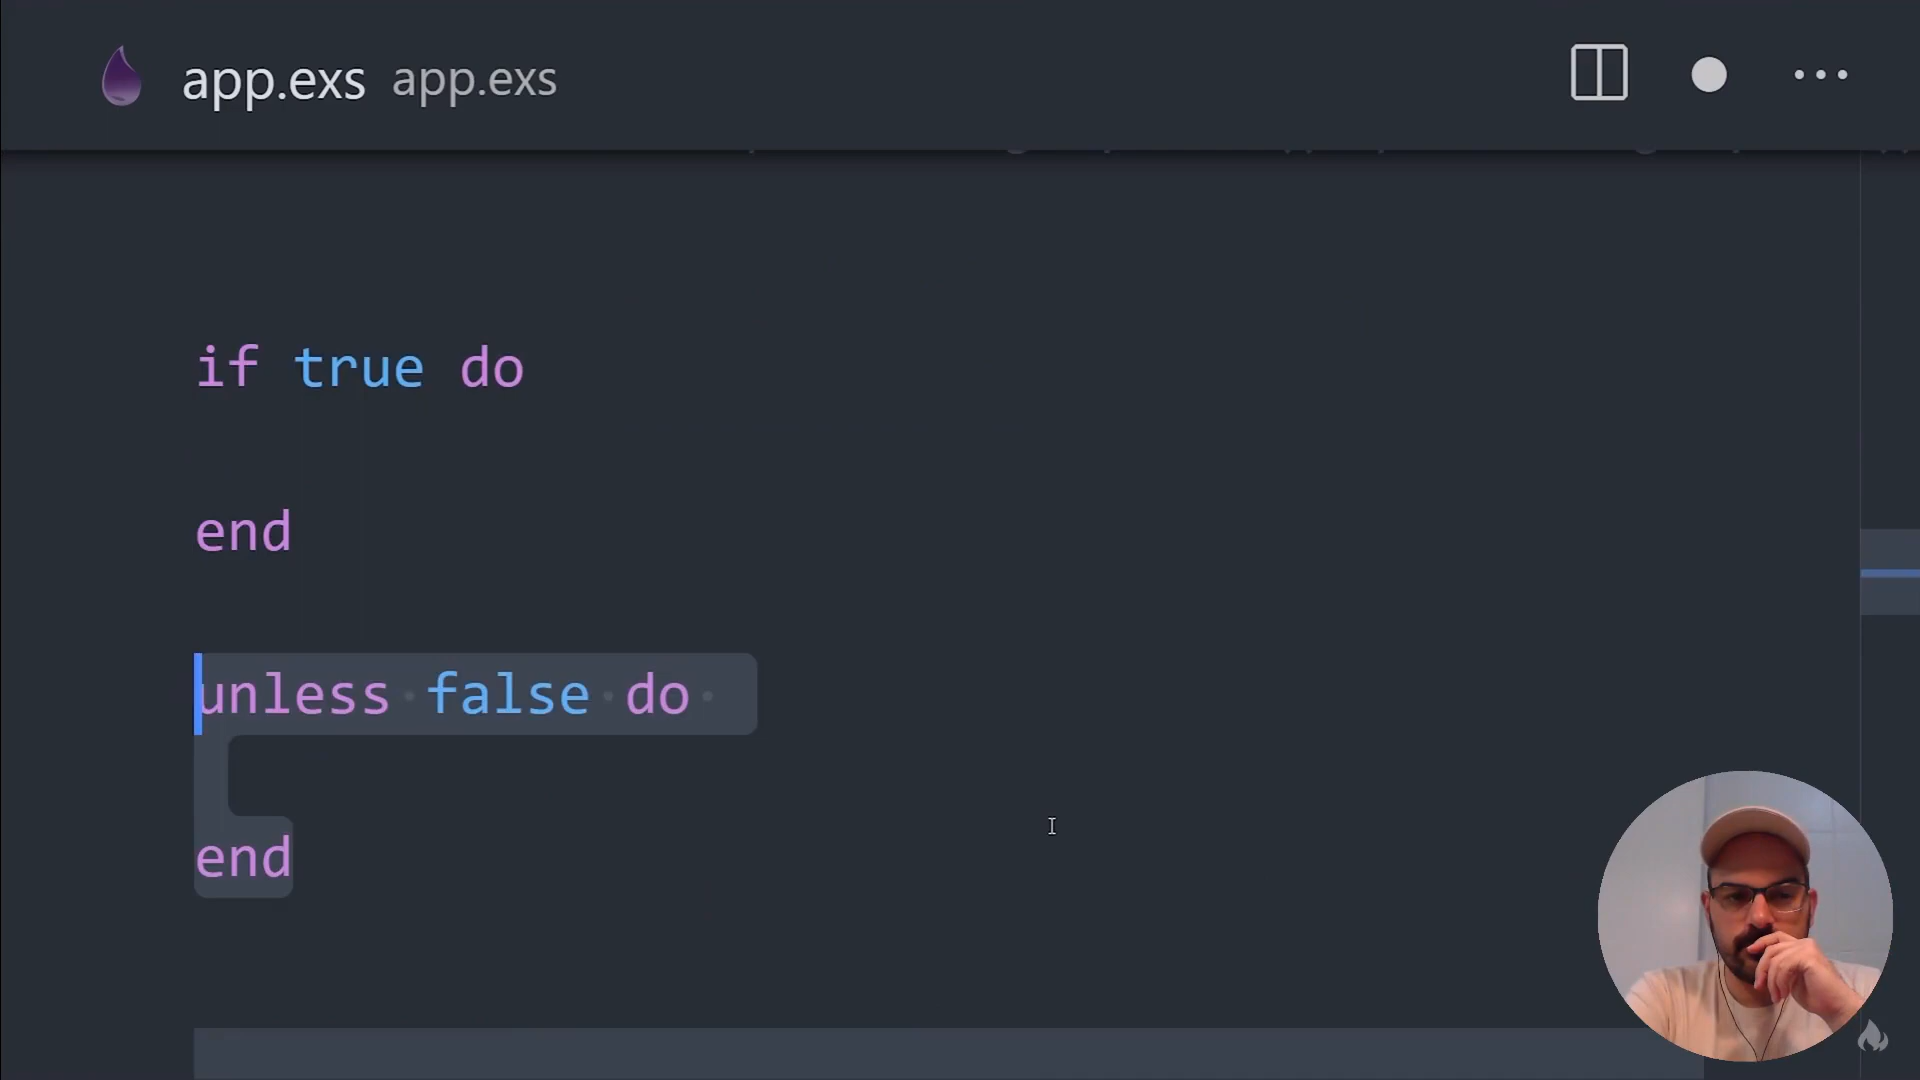 app.exs app.exs
if true do
end
unless false do
end